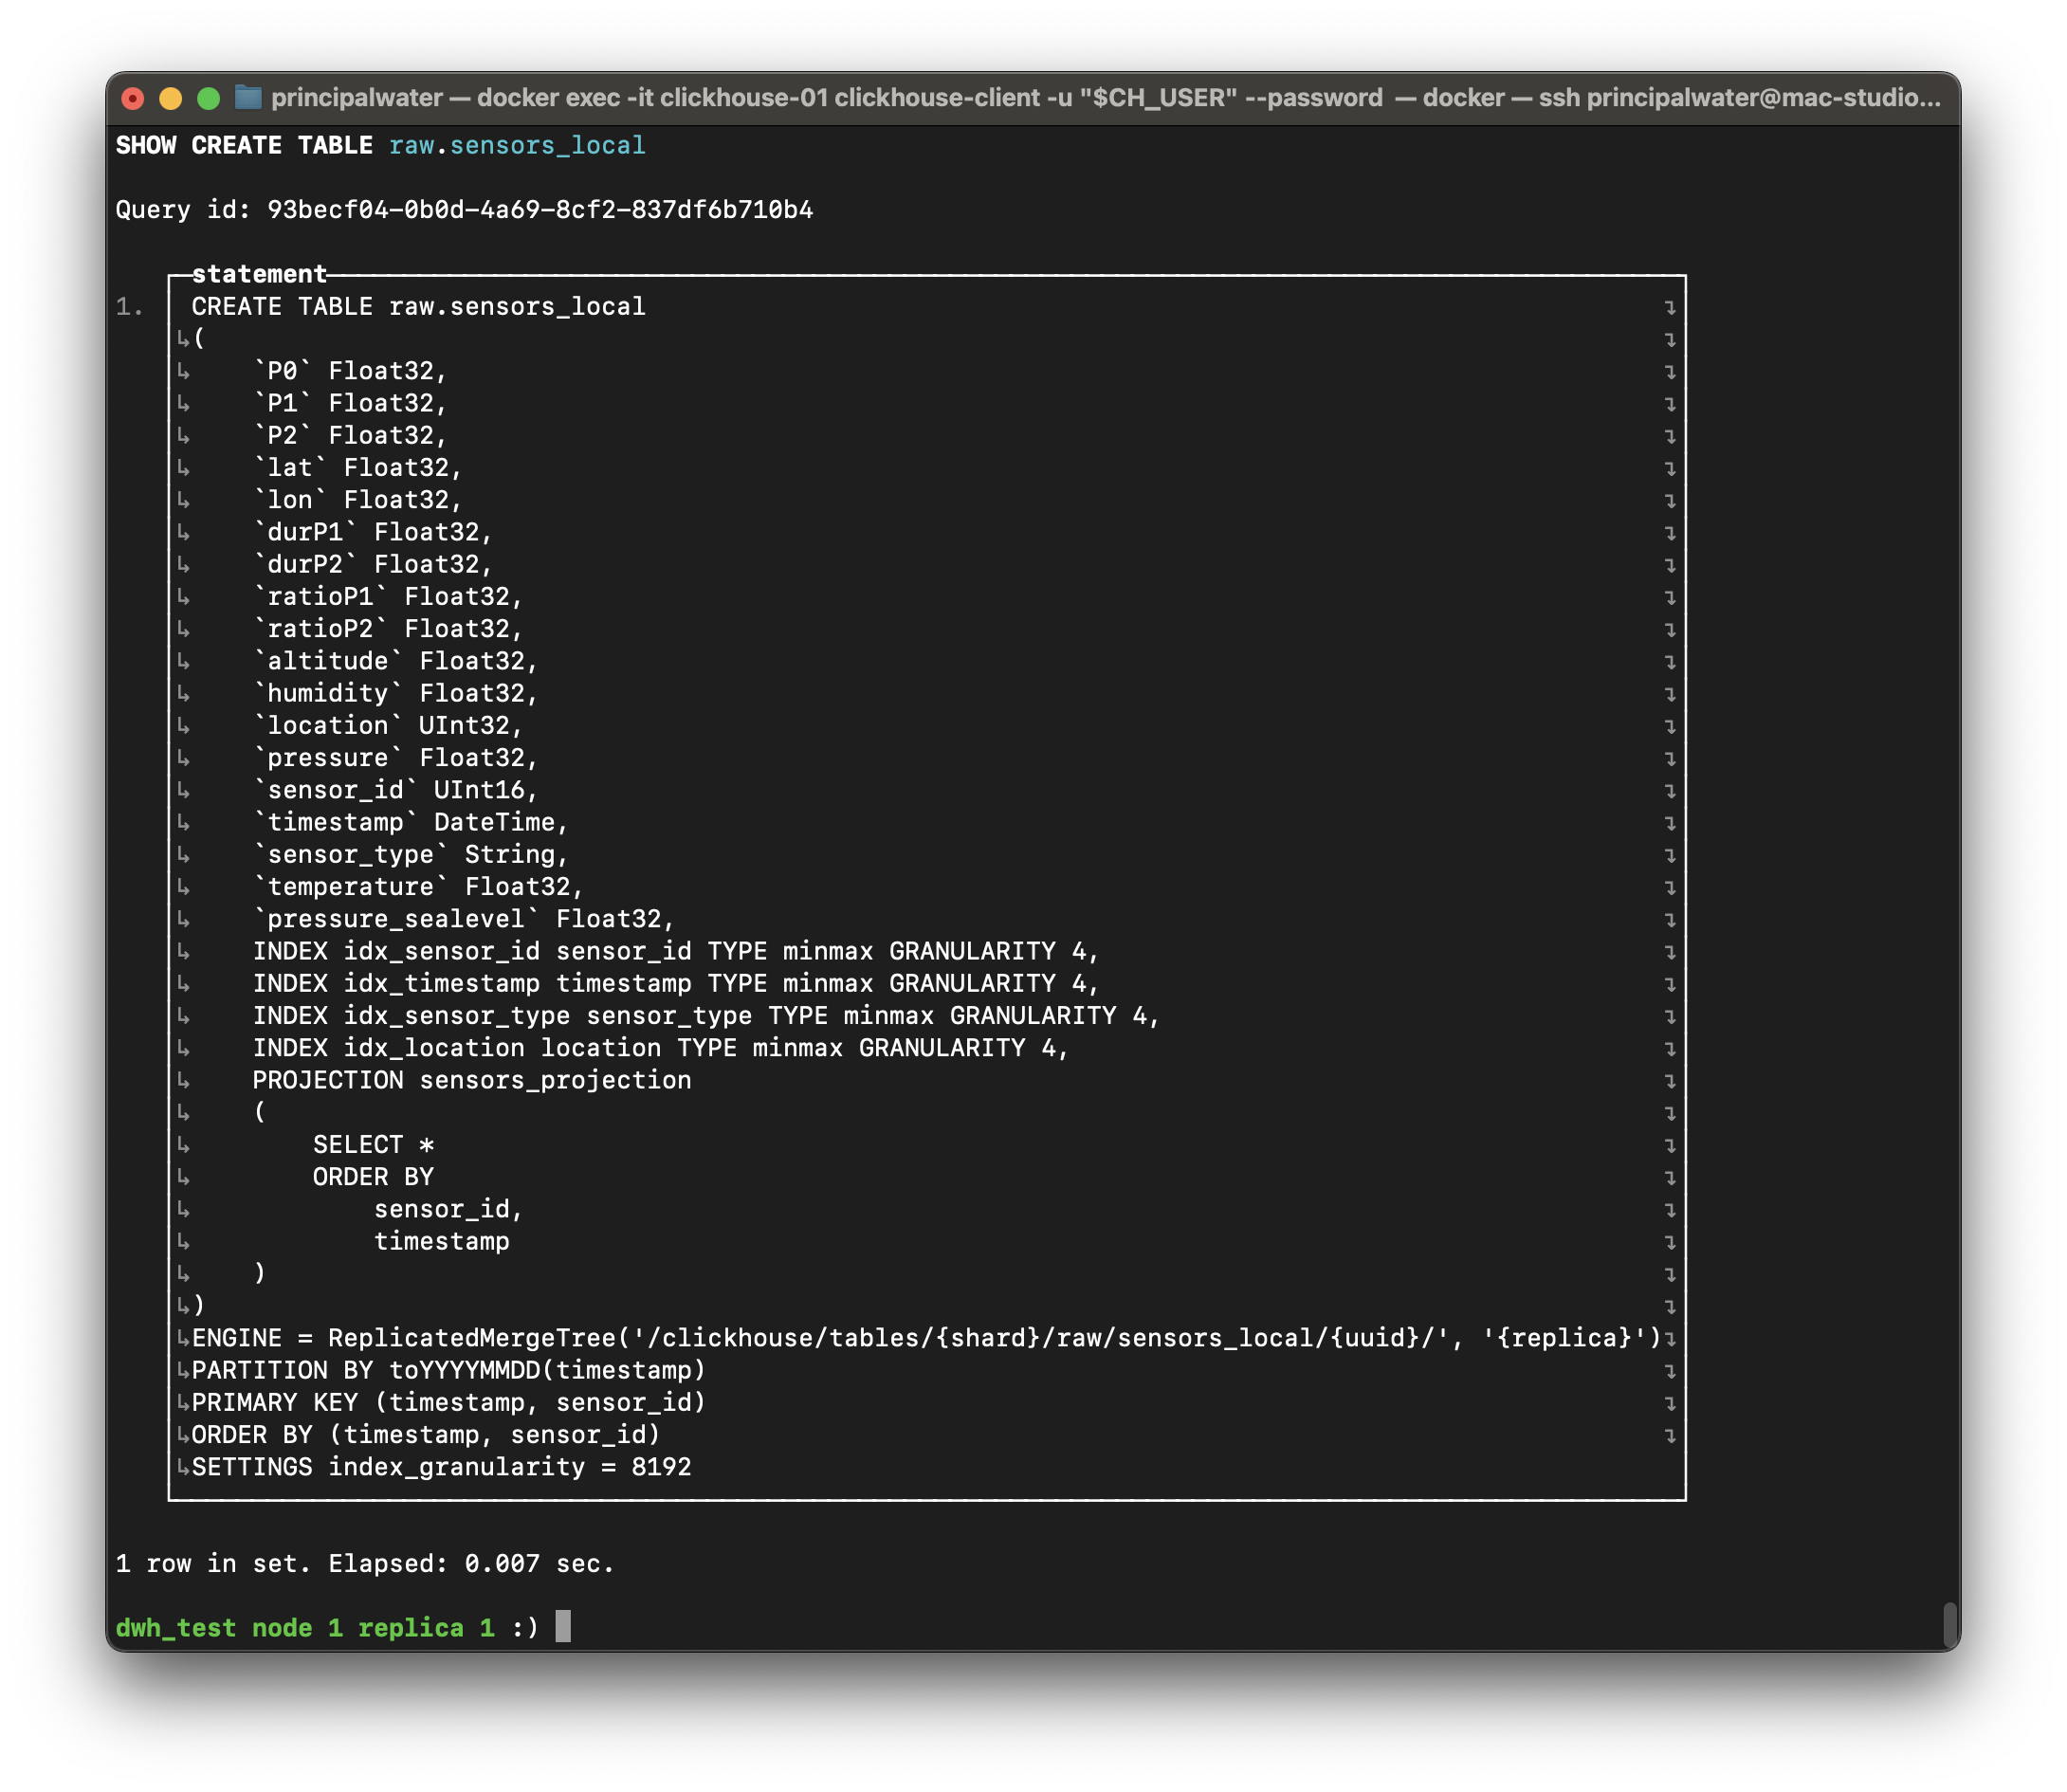 principalwater — docker exec -it clickhouse-01 clickhouse-client -u "$CH_USER" --password — docker — ssh principalwater@mac-studio...
SHOW CREATE TABLE raw.sensors_local
Query id: 93becf04-0b0d-4a69-8cf2-837df6b710b4
statement
1. CREATE TABLE raw.sensors_local ↴
↳( ↴
↳    `P0` Float32, ↴
↳    `P1` Float32, ↴
↳    `P2` Float32, ↴
↳    `lat` Float32, ↴
↳    `lon` Float32, ↴
↳    `durP1` Float32, ↴
↳    `durP2` Float32, ↴
↳    `ratioP1` Float32, ↴
↳    `ratioP2` Float32, ↴
↳    `altitude` Float32, ↴
↳    `humidity` Float32, ↴
↳    `location` UInt32, ↴
↳    `pressure` Float32, ↴
↳    `sensor_id` UInt16, ↴
↳    `timestamp` DateTime, ↴
↳    `sensor_type` String, ↴
↳    `temperature` Float32, ↴
↳    `pressure_sealevel` Float32, ↴
↳    INDEX idx_sensor_id sensor_id TYPE minmax GRANULARITY 4, ↴
↳    INDEX idx_timestamp timestamp TYPE minmax GRANULARITY 4, ↴
↳    INDEX idx_sensor_type sensor_type TYPE minmax GRANULARITY 4, ↴
↳    INDEX idx_location location TYPE minmax GRANULARITY 4, ↴
↳    PROJECTION sensors_projection ↴
↳    ( ↴
↳        SELECT * ↴
↳        ORDER BY ↴
↳            sensor_id, ↴
↳            timestamp ↴
↳    ) ↴
↳) ↴
↳ENGINE = ReplicatedMergeTree('/clickhouse/tables/{shard}/raw/sensors_local/{uuid}/', '{replica}')↴
↳PARTITION BY toYYYYMMDD(timestamp) ↴
↳PRIMARY KEY (timestamp, sensor_id) ↴
↳ORDER BY (timestamp, sensor_id) ↴
↳SETTINGS index_granularity = 8192
1 row in set. Elapsed: 0.007 sec.
dwh_test node 1 replica 1 :)